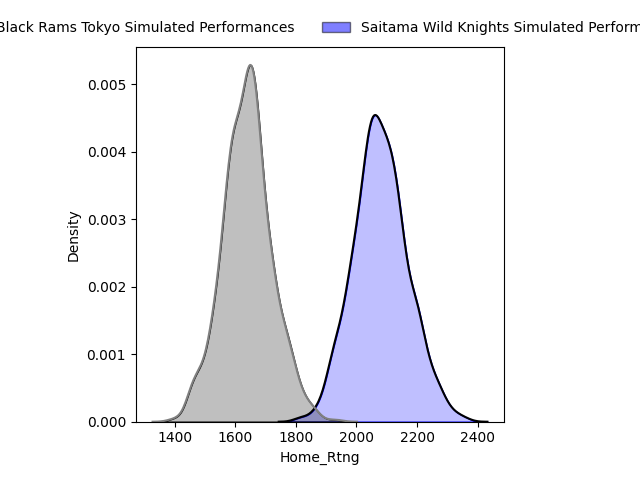 Black Rams Tokyo Simulated Performances
Saitama Wild Knights Simulated
0.005
0.004
0.003
0.002
0.001
0.000
Density
1400 1600 1800 2000 2200 2400
Home_Rtng